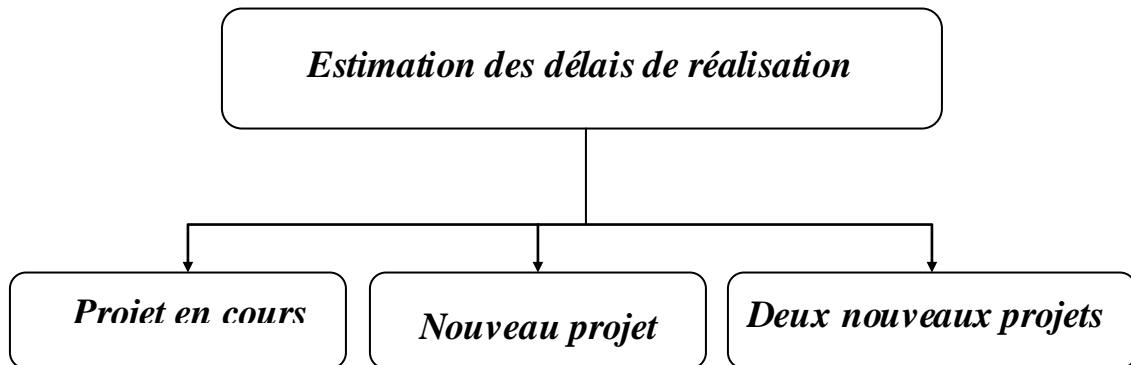 Estimation des délais de réalisation
Projet en cours
Nouveau projet
Deux nouveaux projets